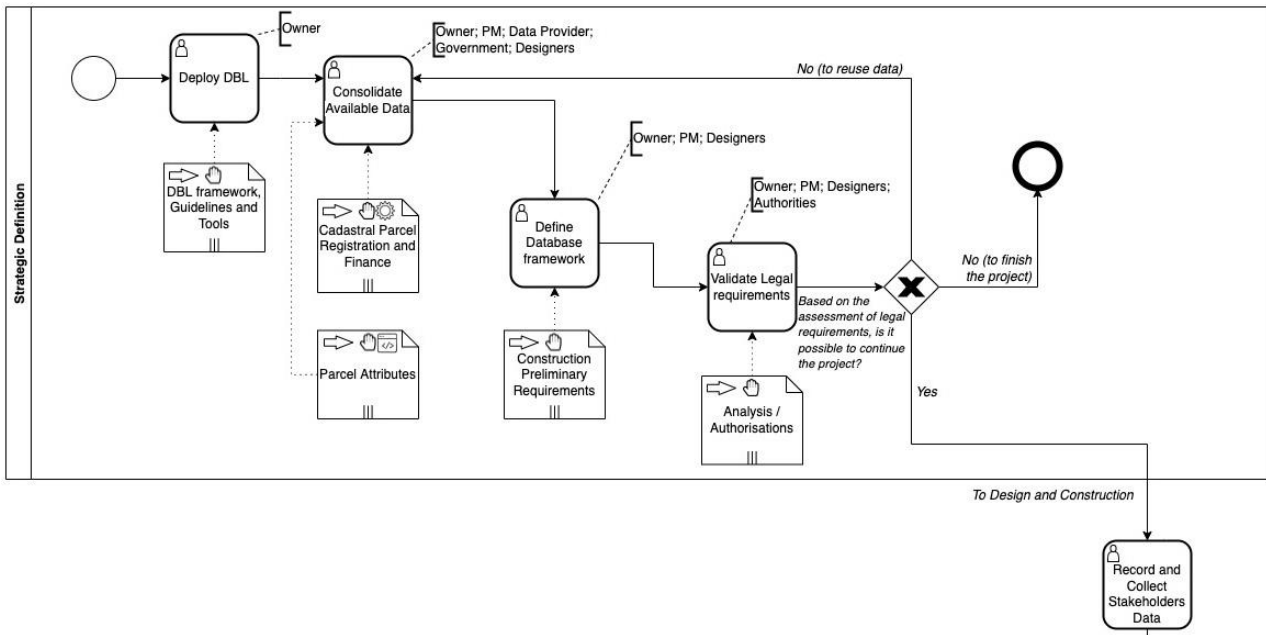 Strategic Definition
Owner
Deploy DBL
DBL framework,
Guidelines and
Tools
Owner; PM; Data Provider;
Government; Designers
Consolidate
Available Data
Cadastral Parcel
Registration and
Finance
Parcel Attributes
No (to reuse data)
Owner; PM; Designers
Define
Database
framework
Construction
Preliminary
Requirements
Owner; PM; Designers;
Authorities
Validate Legal
requirements
Analysis /
Authorisations
Based on the
assessment of legal
requirements, is it
possible to continue
the project?
No (to finish
the project)
Yes
To Design and Construction
Record and
Collect
Stakeholders
Data